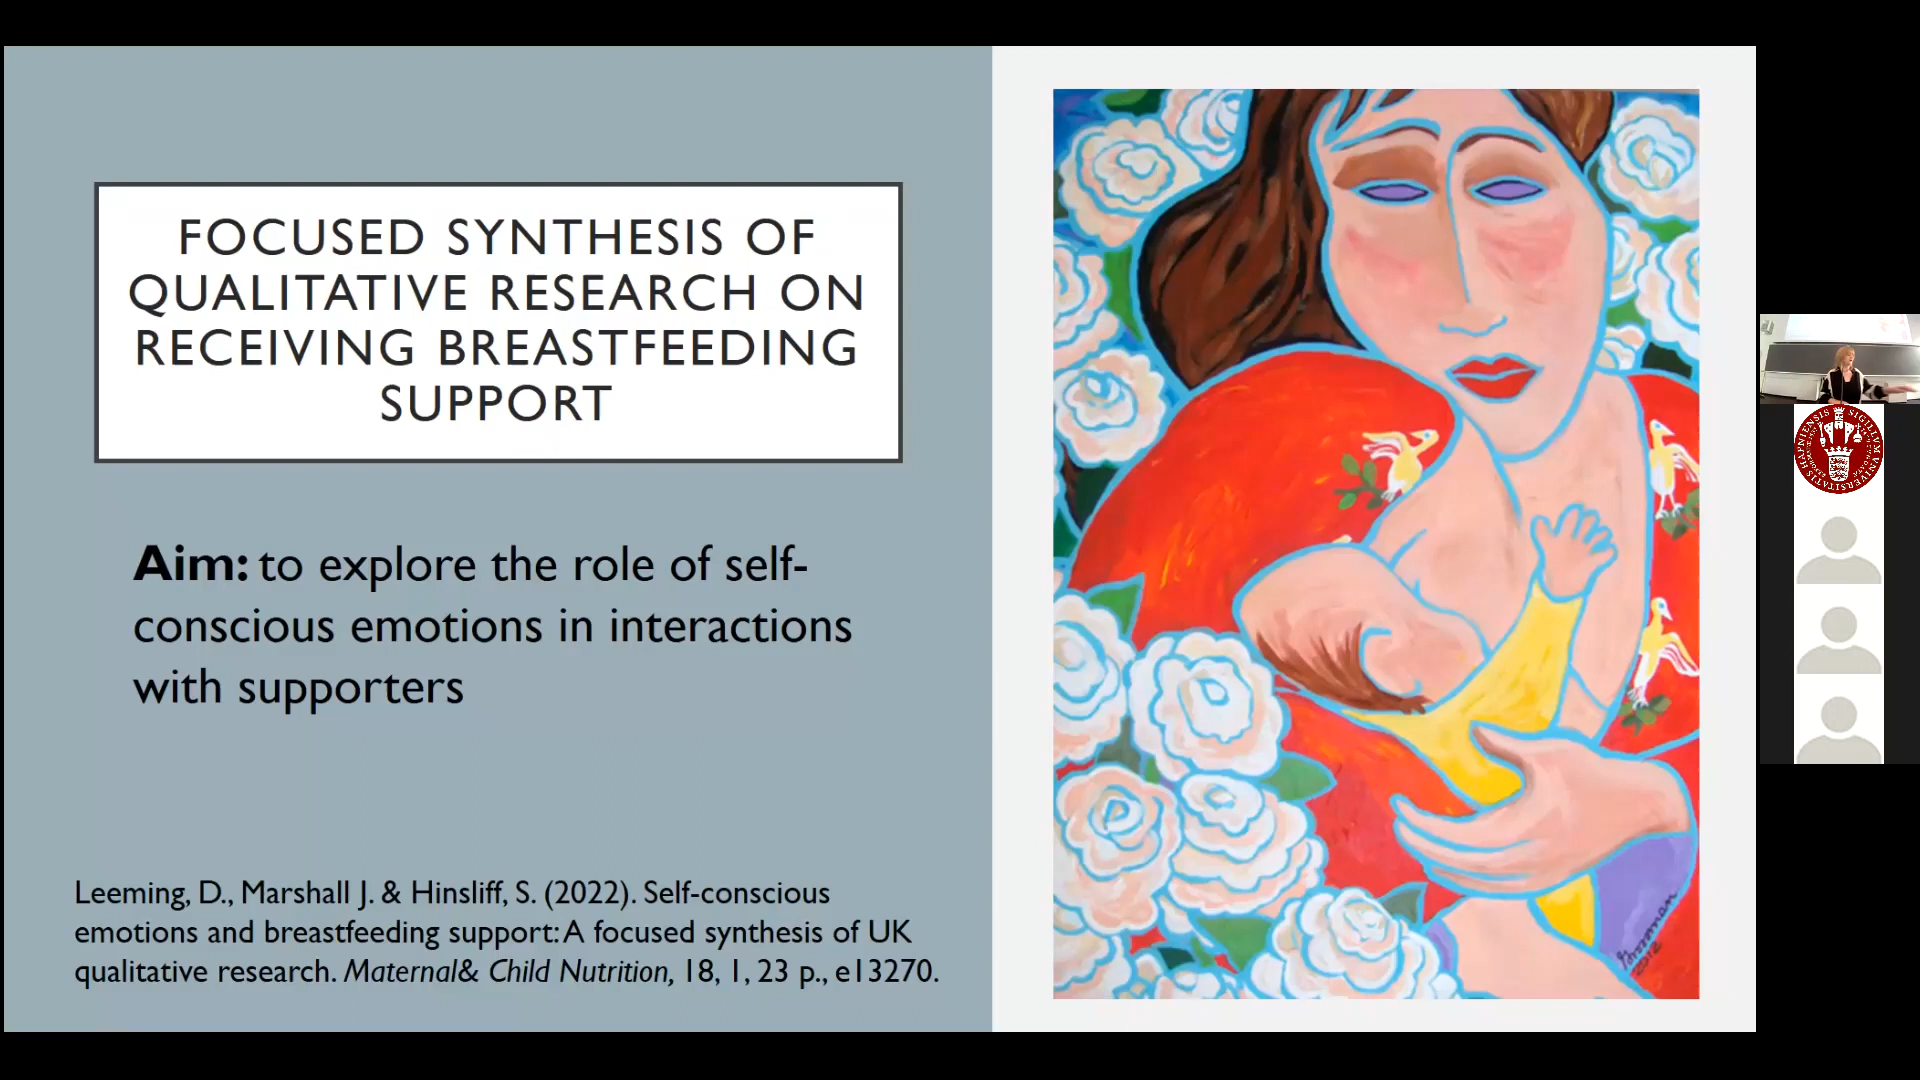 FOCUSED SYNTHESIS OF
QUALITATIVE RESEARCH ON
RECEIVING BREASTFEEDING
SUPPORT
Aim: to explore the role of self-
conscious emotions in interactions
with supporters
Leeming, D., Marshall J. & Hinsliff, S. (2022). Self-conscious
emotions and breastfeeding support: A focused synthesis of UK
qualitative research. Maternal& Child Nutrition, 18, 1, 23 p., e13270.
2012